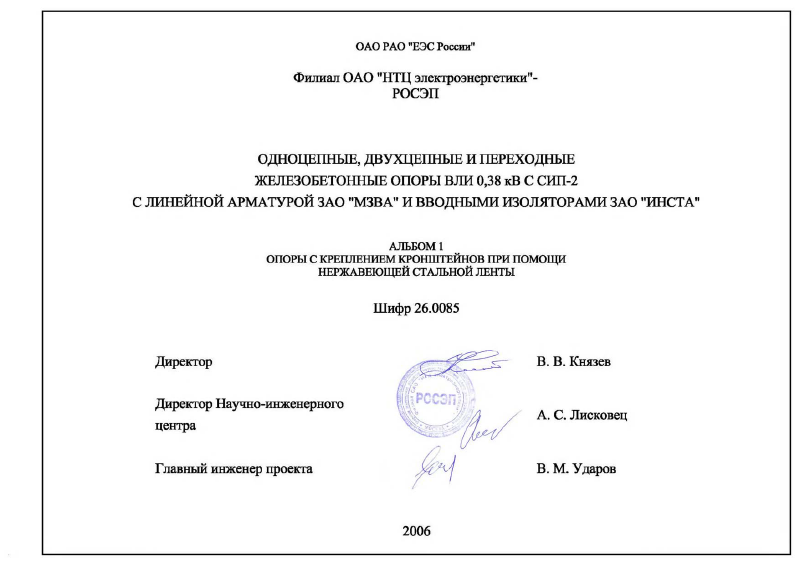 ОАО РАО "ЕЭС России"
Филиал ОАО "НТЦ электроэнергетики"-
РОСЭП
ОДНОЦЕПНЫЕ, ДВУХЦЕПНЫЕ И ПЕРЕХОДНЫЕ
ЖЕЛЕЗОБЕТОННЫЕ ОПОРЫ ВЛИ 0,38 кВ С СИП-2
С ЛИНЕЙНОЙ АРМАТУРОЙ ЗАО "МЗВА" И ВВОДНЫМИ ИЗОЛЯТОРАМИ ЗАО "ИНСТА"
АЛЬБОМ 1
ОПОРЫ С КРЕПЛЕНИЕМ КРОНШТЕЙНОВ ПРИ ПОМОЩИ
НЕРЖАВЕЮЩЕЙ СТАЛЬНОЙ ЛЕНТЫ
Шифр 26.0085
Директор В. В. Князев
РОСЭП
Директор Научно-инженерного
центра А. С. Лисковец
Главный инженер проекта В. М. Ударов
2006